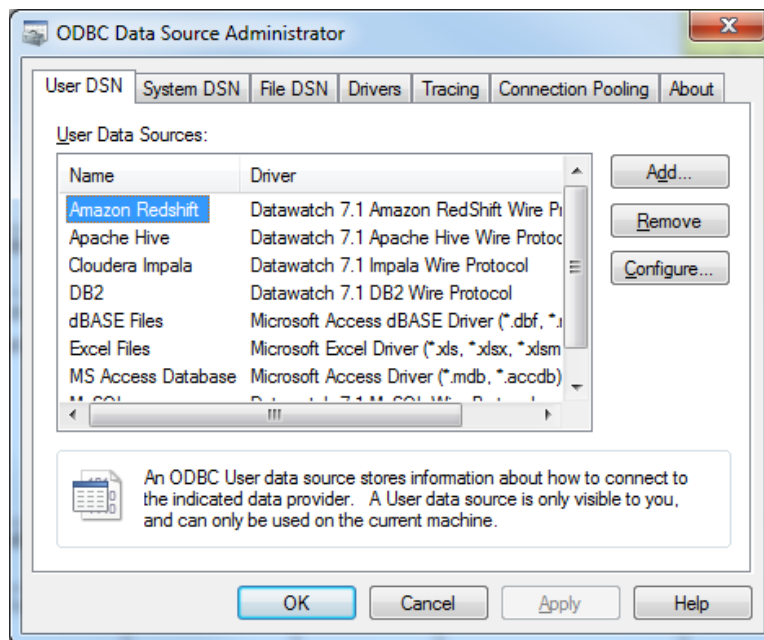 ODBC Data Source Administrator
User DSN System DSN File DSN Drivers Tracing Connection Pooling About
User Data Sources:
Name Driver
Amazon Redshift Datawatch 7.1 Amazon RedShift Wire
Apache Hive Datawatch 7.1 Apache Hive Wire
Cloudera Impala Datawatch 7.1 Impala Wire Protocol
DB2 Datawatch 7.1 DB2 Wire Protocol
dBASE Files Microsoft Access dBASE Driver (*.dbf,
Excel Files Microsoft Excel Driver (*.xls, *.xlsx, *.xlsm
MS Access Database Microsoft Access Driver (*.mdb, *.accdb)
Add...
Remove
Configure...
An ODBC User data source stores information about how to connect to
the indicated data provider. A User data source is only visible to you,
and can only be used on the current machine.
OK Cancel Apply Help